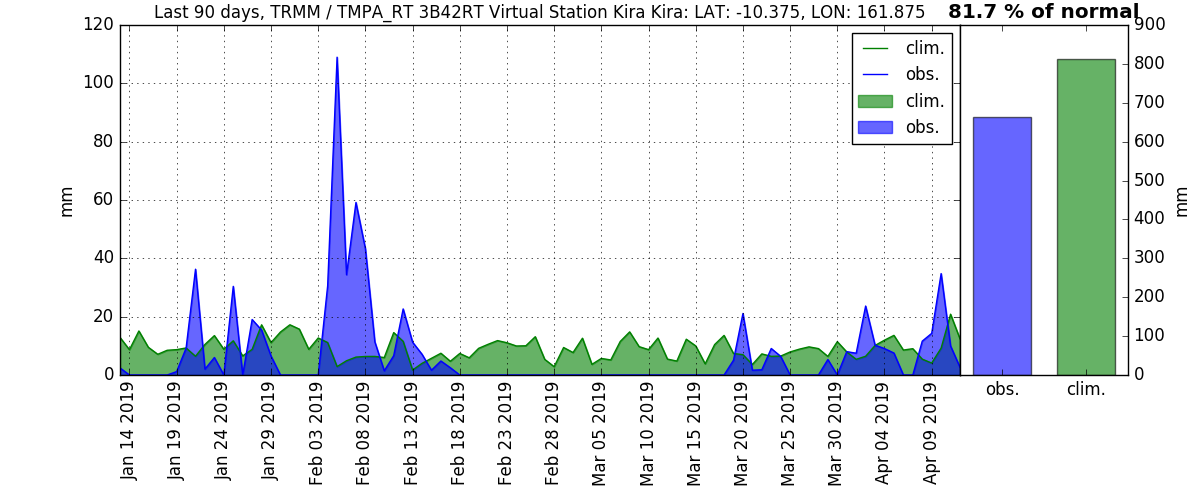 Last 90 days, TRMM / TMPA_RT 3B42RT Virtual Station Kira Kira: LAT: -10.375, LON: 161.875
81.7 % of normal
120
100
80
60
40
20
0
mm
clim.
obs.
clim.
obs.
900
800
700
600
500
400
300
200
100
0
mm
Jan 14 2019
Jan 19 2019
Jan 24 2019
Jan 29 2019
Feb 03 2019
Feb 08 2019
Feb 13 2019
Feb 18 2019
Feb 23 2019
Feb 28 2019
Mar 05 2019
Mar 10 2019
Mar 15 2019
Mar 20 2019
Mar 25 2019
Mar 30 2019
Apr 04 2019
Apr 09 2019
obs.
clim.